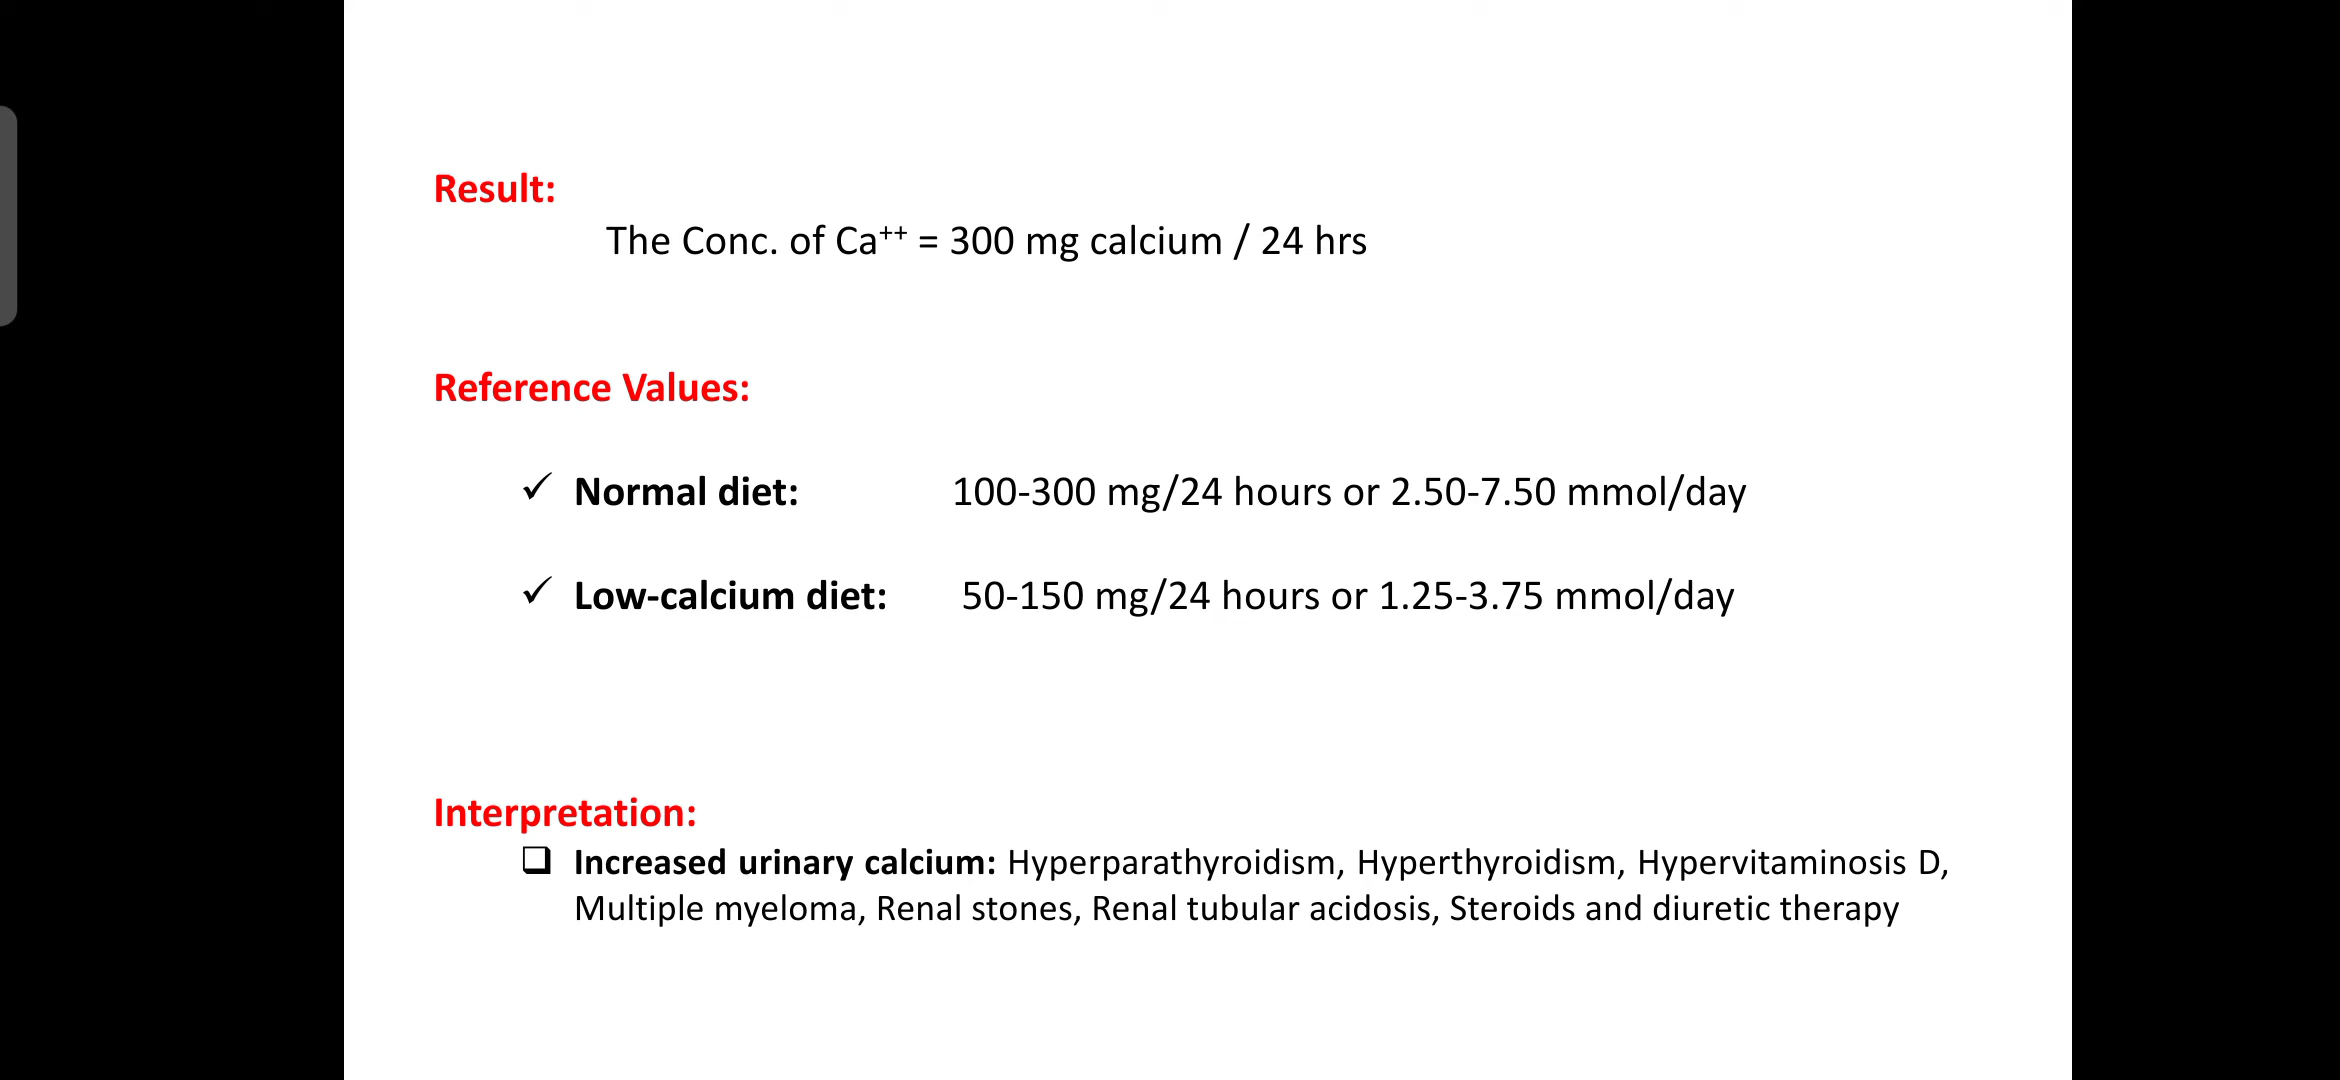 Result:
The Conc. of Ca⁺⁺ = 300 mg calcium / 24 hrs
Reference Values:
✓ Normal diet: 100-300 mg/24 hours or 2.50-7.50 mmol/day
✓ Low-calcium diet: 50-150 mg/24 hours or 1.25-3.75 mmol/day
Interpretation:
❑ Increased urinary calcium: Hyperparathyroidism, Hyperthyroidism, Hypervitaminosis D,
Multiple myeloma, Renal stones, Renal tubular acidosis, Steroids and diuretic therapy